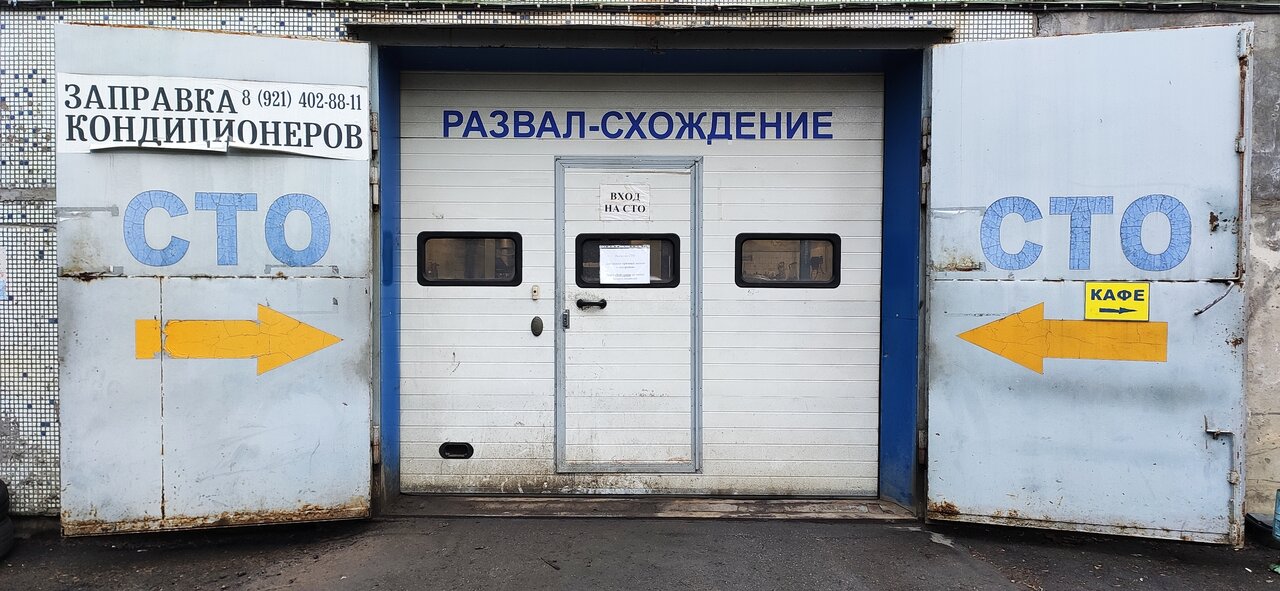 ЗАПРАВКА 8 (921) 402-88-11
КОНДИЦИОНЕРОВ
СТО
РАЗВАЛ-СХОЖДЕНИЕ
ВХОД
НА СТО
СТО
КАФЕ